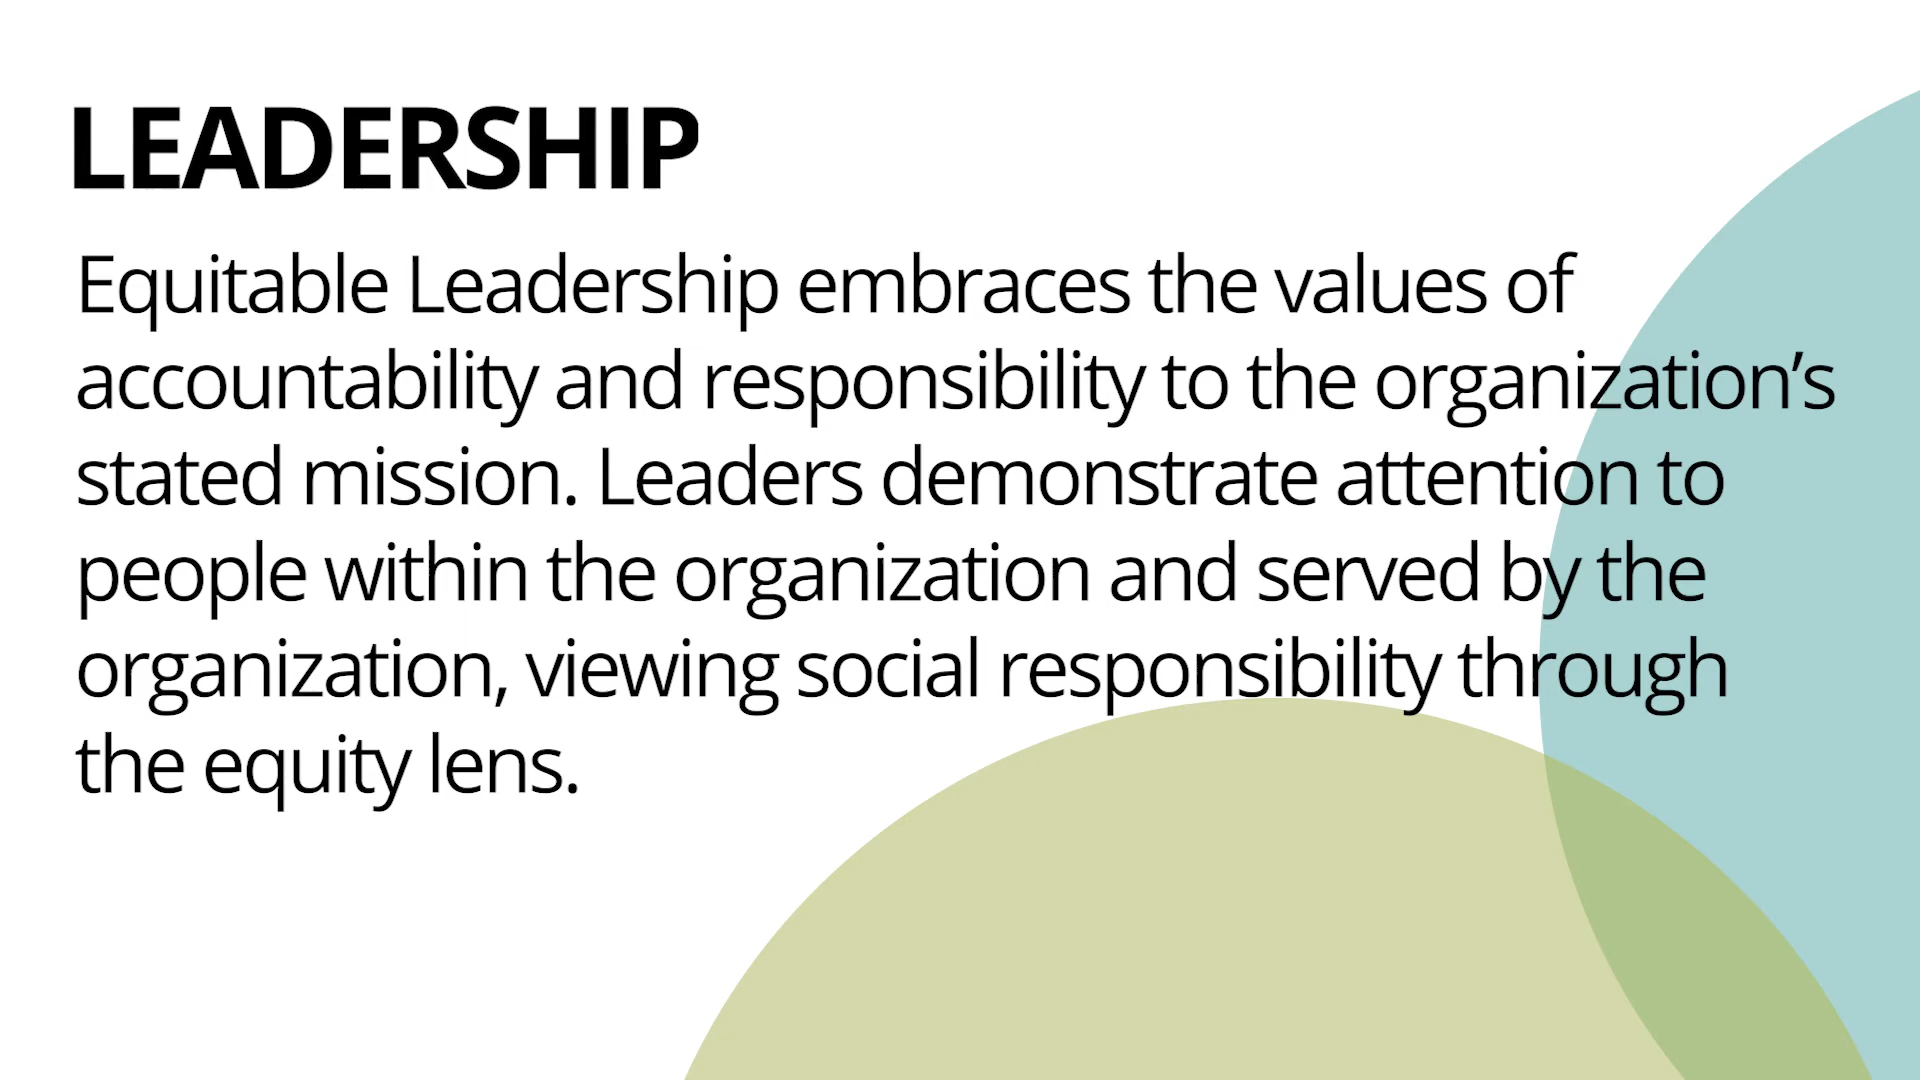 LEADERSHIP
Equitable Leadership embraces the values of
accountability and responsibility to the organization’s
stated mission. Leaders demonstrate attention to
people within the organization and served by the
organization, viewing social responsibility through
the equity lens.